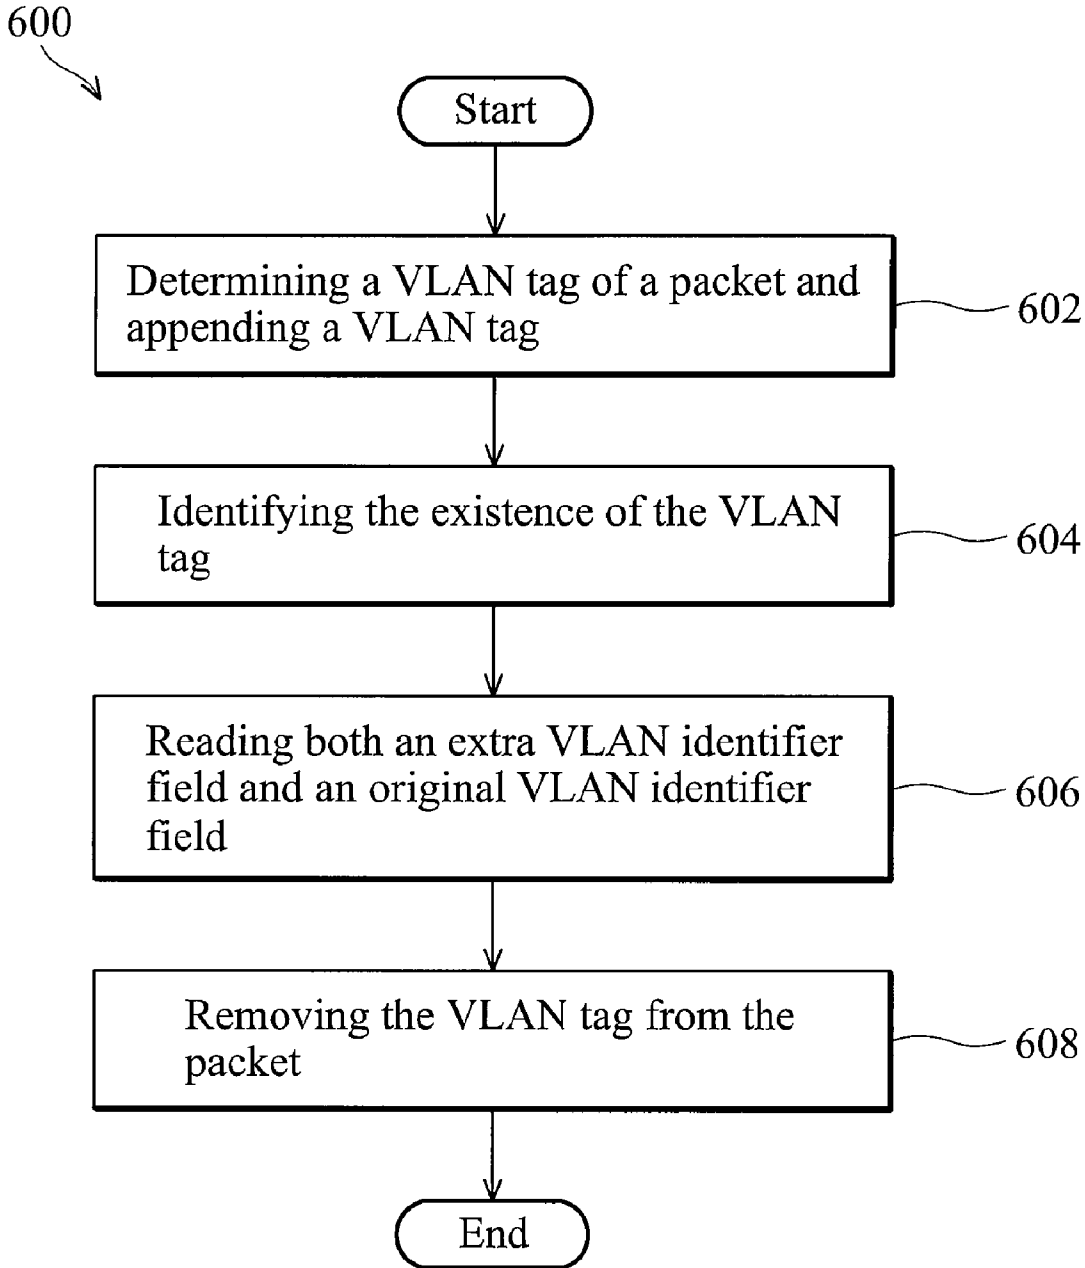 600
Start
Determining a VLAN tag of a packet and
appending a VLAN tag
602
Identifying the existence of the VLAN
tag
604
Reading both an extra VLAN identifier
field and an original VLAN identifier
field
606
Removing the VLAN tag from the
packet
608
End